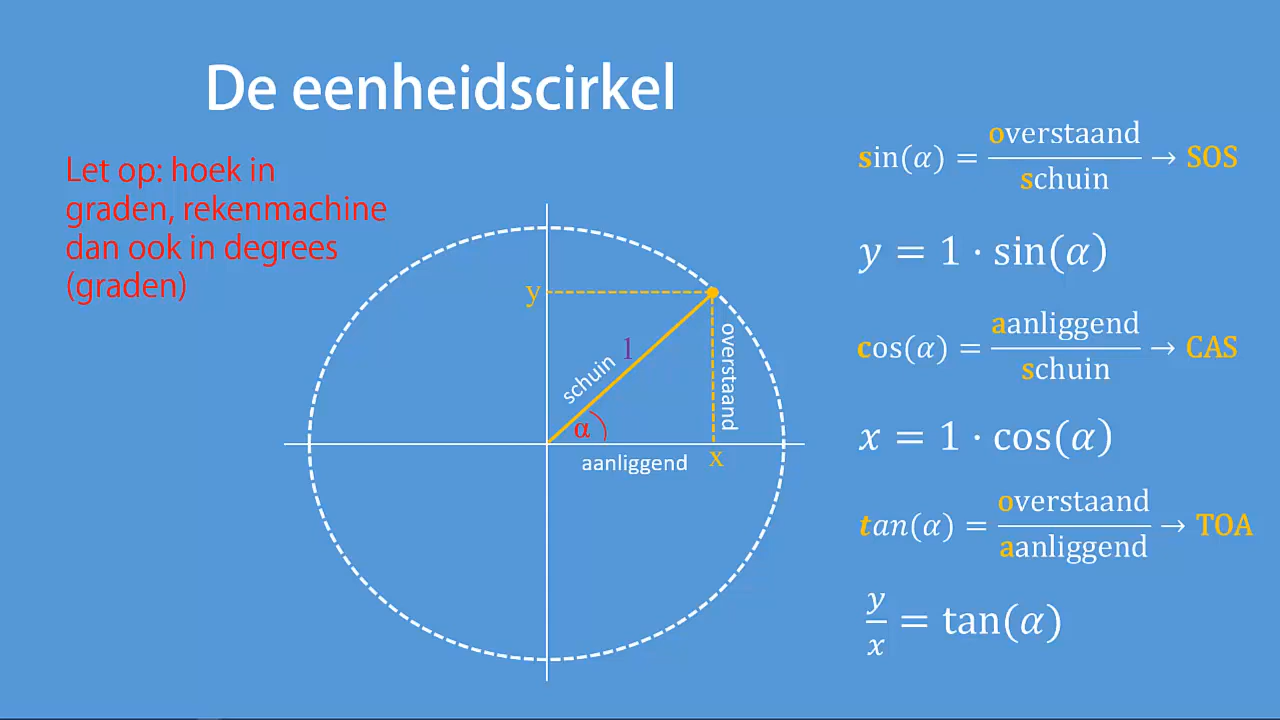 De eenheidscirkel
Let op: hoek in
graden, rekenmachine
dan ook in degrees
(graden)
y
1
schuin
overstaand
α
aanliggend
x
sin(α) = overstaand / schuin → SOS
y = 1 · sin(α)
cos(α) = aanliggend / schuin → CAS
x = 1 · cos(α)
tan(α) = overstaand / aanliggend → TOA
y / x = tan(α)